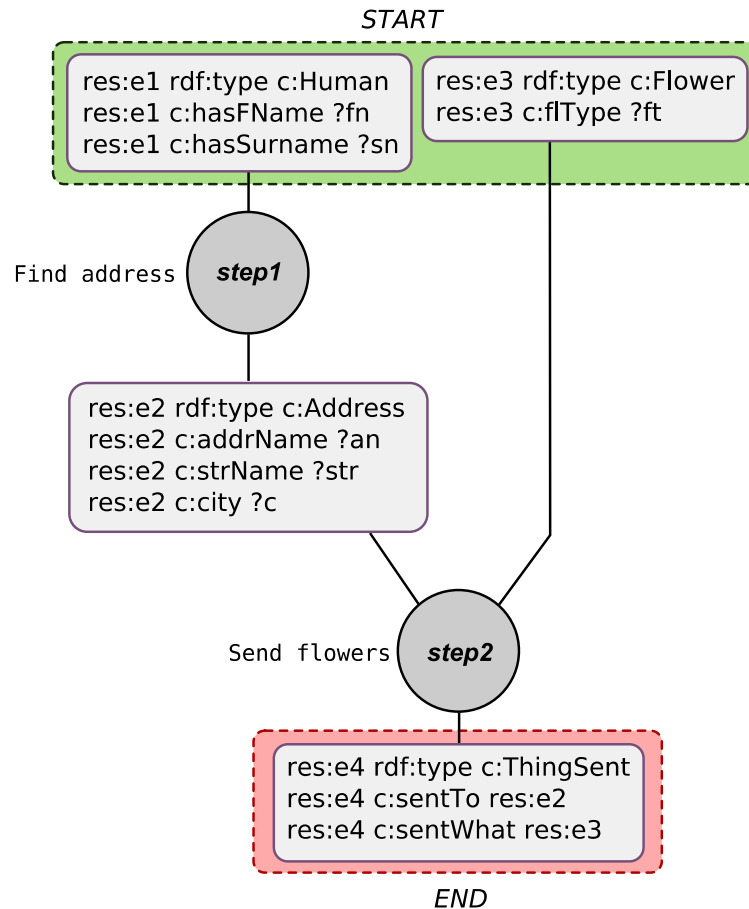 START
res:e1 rdf:type c:Human
res:e1 c:hasFName ?fn
res:e1 c:hasSurname ?sn
res:e3 rdf:type c:Flower
res:e3 c:flType ?ft
Find address
step1
res:e2 rdf:type c:Address
res:e2 c:addrName ?an
res:e2 c:strName ?str
res:e2 c:city ?c
Send flowers
step2
res:e4 rdf:type c:ThingSent
res:e4 c:sentTo res:e2
res:e4 c:sentWhat res:e3
END